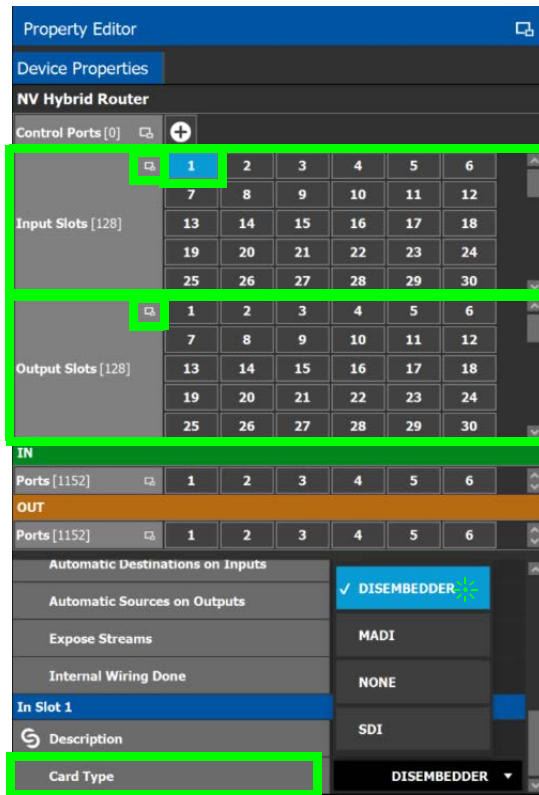 Property Editor
Device Properties
NV Hybrid Router
Control Ports [0]
1 2 3 4 5 6
7 8 9 10 11 12
Input Slots [128] 13 14 15 16 17 18
19 20 21 22 23 24
25 26 27 28 29 30
1 2 3 4 5 6
7 8 9 10 11 12
Output Slots [128] 13 14 15 16 17 18
19 20 21 22 23 24
25 26 27 28 29 30
IN
Ports [1152] 1 2 3 4 5 6
OUT
Ports [1152] 1 2 3 4 5 6
Automatic Destinations on Inputs
✓ DISEMBEDDER
Automatic Sources on Outputs
Expose Streams MADI
Internal Wiring Done NONE
In Slot 1
Description SDI
Card Type DISEMBEDDER